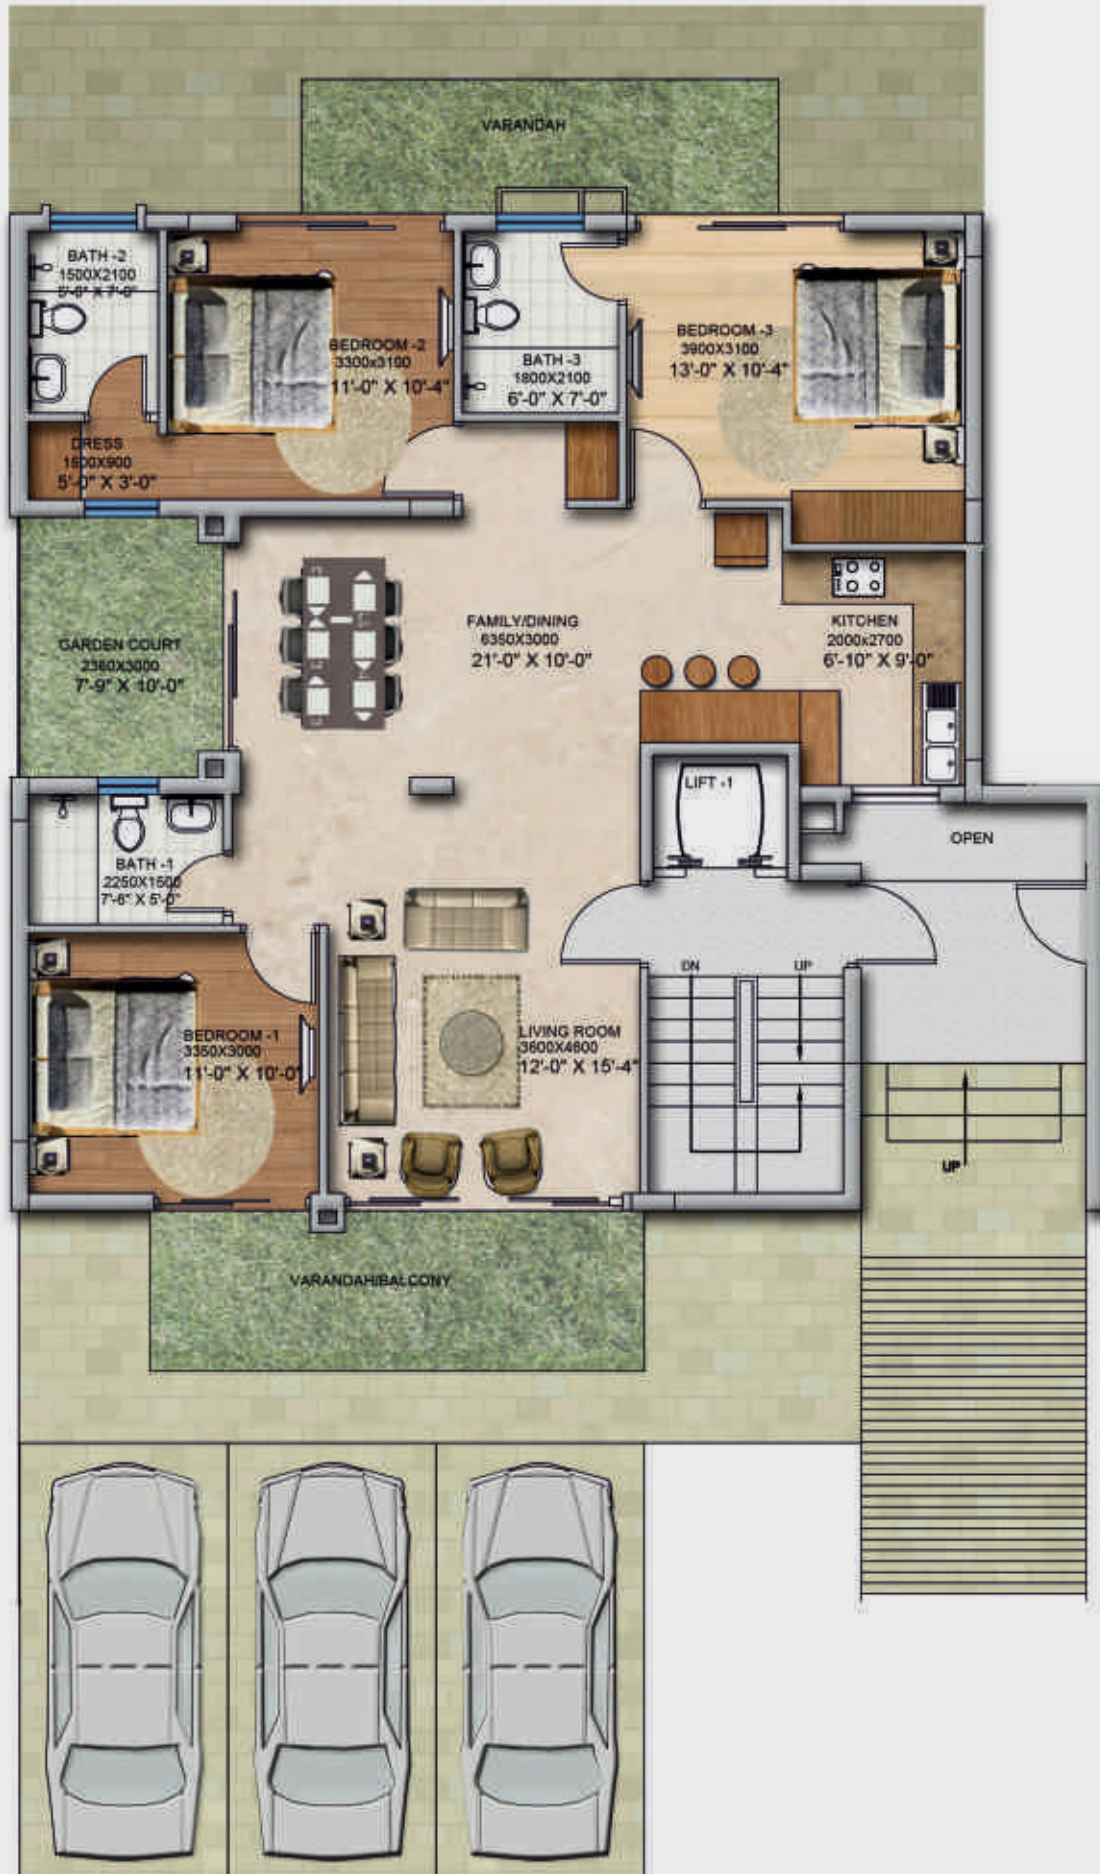 VARANDAH
BATH -2
1500X2100
5'-0" X 7'-0"
BEDROOM -2
3300x3100
11'-0" X 10'-4"
BATH -3
1800X2100
6'-0" X 7'-0"
BEDROOM -3
3900X3100
13'-0" X 10'-4"
DRESS
1500X900
5'-0" X 3'-0"
GARDEN COURT
2360X3000
7'-9" X 10'-0"
FAMILY/DINING
6350X3000
21'-0" X 10'-0"
KITCHEN
2000x2700
6'-10" X 9'-0"
LIFT -1
OPEN
BATH -1
2250X1500
7'-6" X 5'-0"
DN
UP
BEDROOM -1
3350X3000
11'-0" X 10'-0"
LIVING ROOM
3600X4600
12'-0" X 15'-4"
UP
VARANDAH/BALCONY